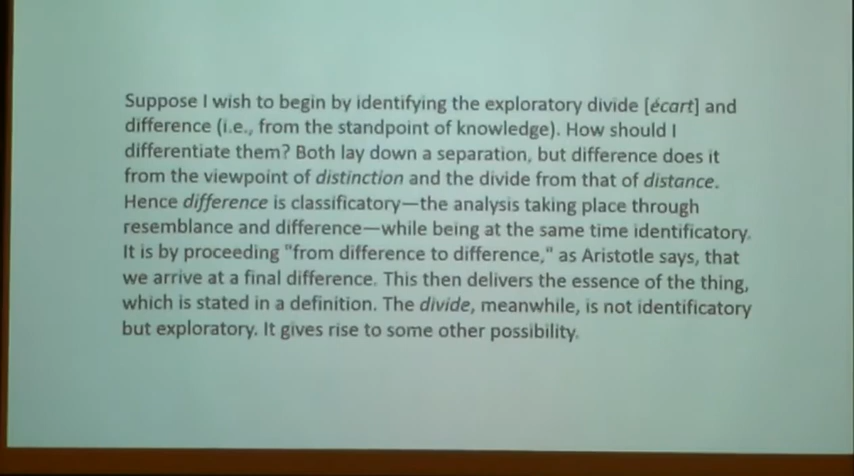 Suppose I wish to begin by identifying the exploratory divide [écart] and
difference (i.e., from the standpoint of knowledge). How should I
differentiate them? Both lay down a separation, but difference does it
from the viewpoint of distinction and the divide from that of distance.
Hence difference is classificatory—the analysis taking place through
resemblance and difference—while being at the same time identificatory.
It is by proceeding "from difference to difference," as Aristotle says, that
we arrive at a final difference. This then delivers the essence of the thing,
which is stated in a definition. The divide, meanwhile, is not identificatory
but exploratory. It gives rise to some other possibility.